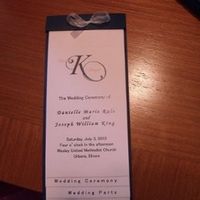 K
The Wedding Ceremony of
Danielle Marie
and
Joseph William King
Saturday, July 3, 2010
Four o' clock in the afternoon
Wesley United Methodist Church
Urbana, Illinois
Wedding Ceremony
Wedding Party